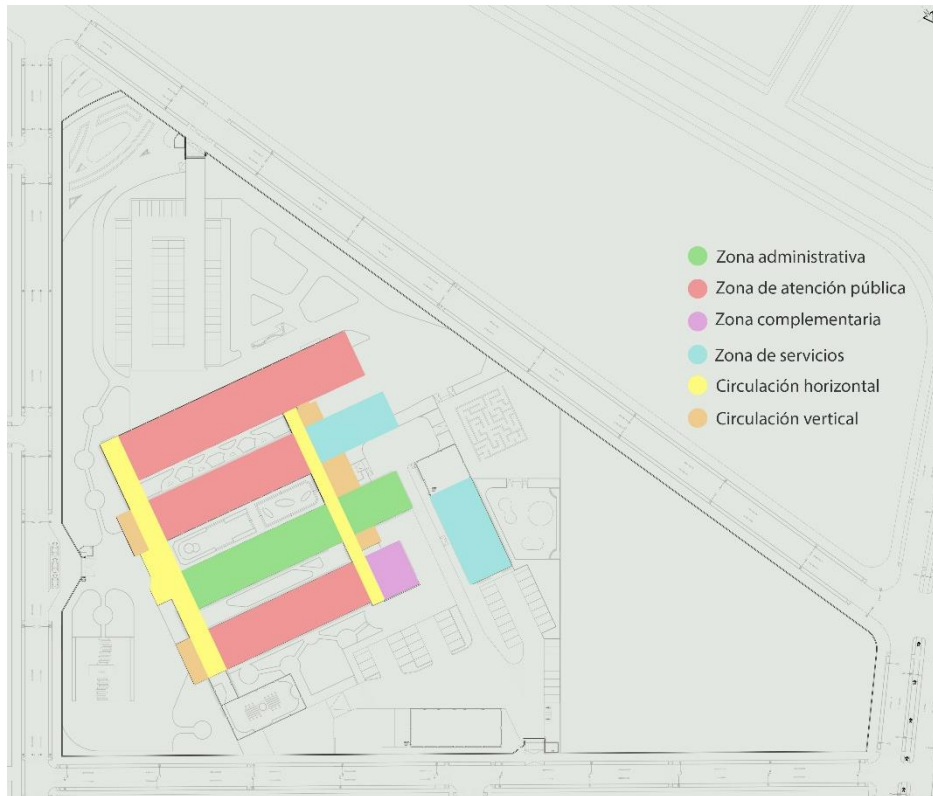 Zona administrativa
Zona de atención pública
Zona complementaria
Zona de servicios
Circulación horizontal
Circulación vertical